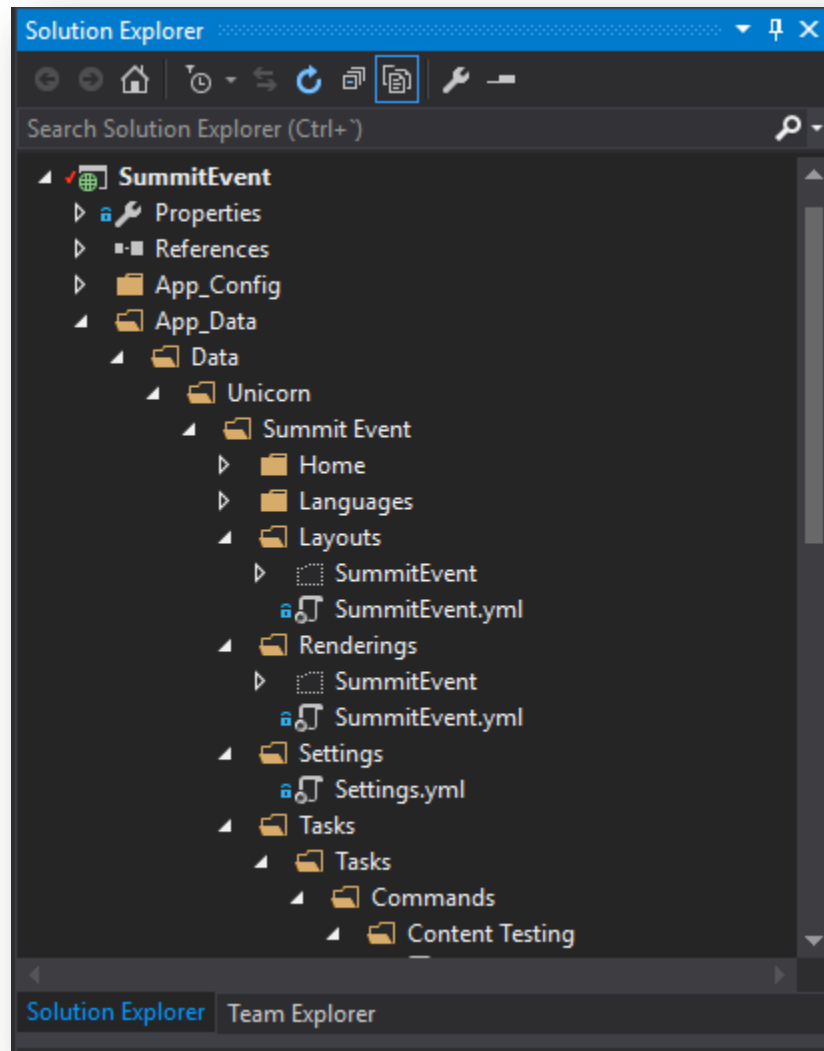 Solution Explorer
Search Solution Explorer (Ctrl+`)
SummitEvent
Properties
References
App_Config
App_Data
Data
Unicorn
Summit Event
Home
Languages
Layouts
SummitEvent
SummitEvent.yml
Renderings
SummitEvent
SummitEvent.yml
Settings
Settings.yml
Tasks
Tasks
Commands
Content Testing
Solution Explorer Team Explorer